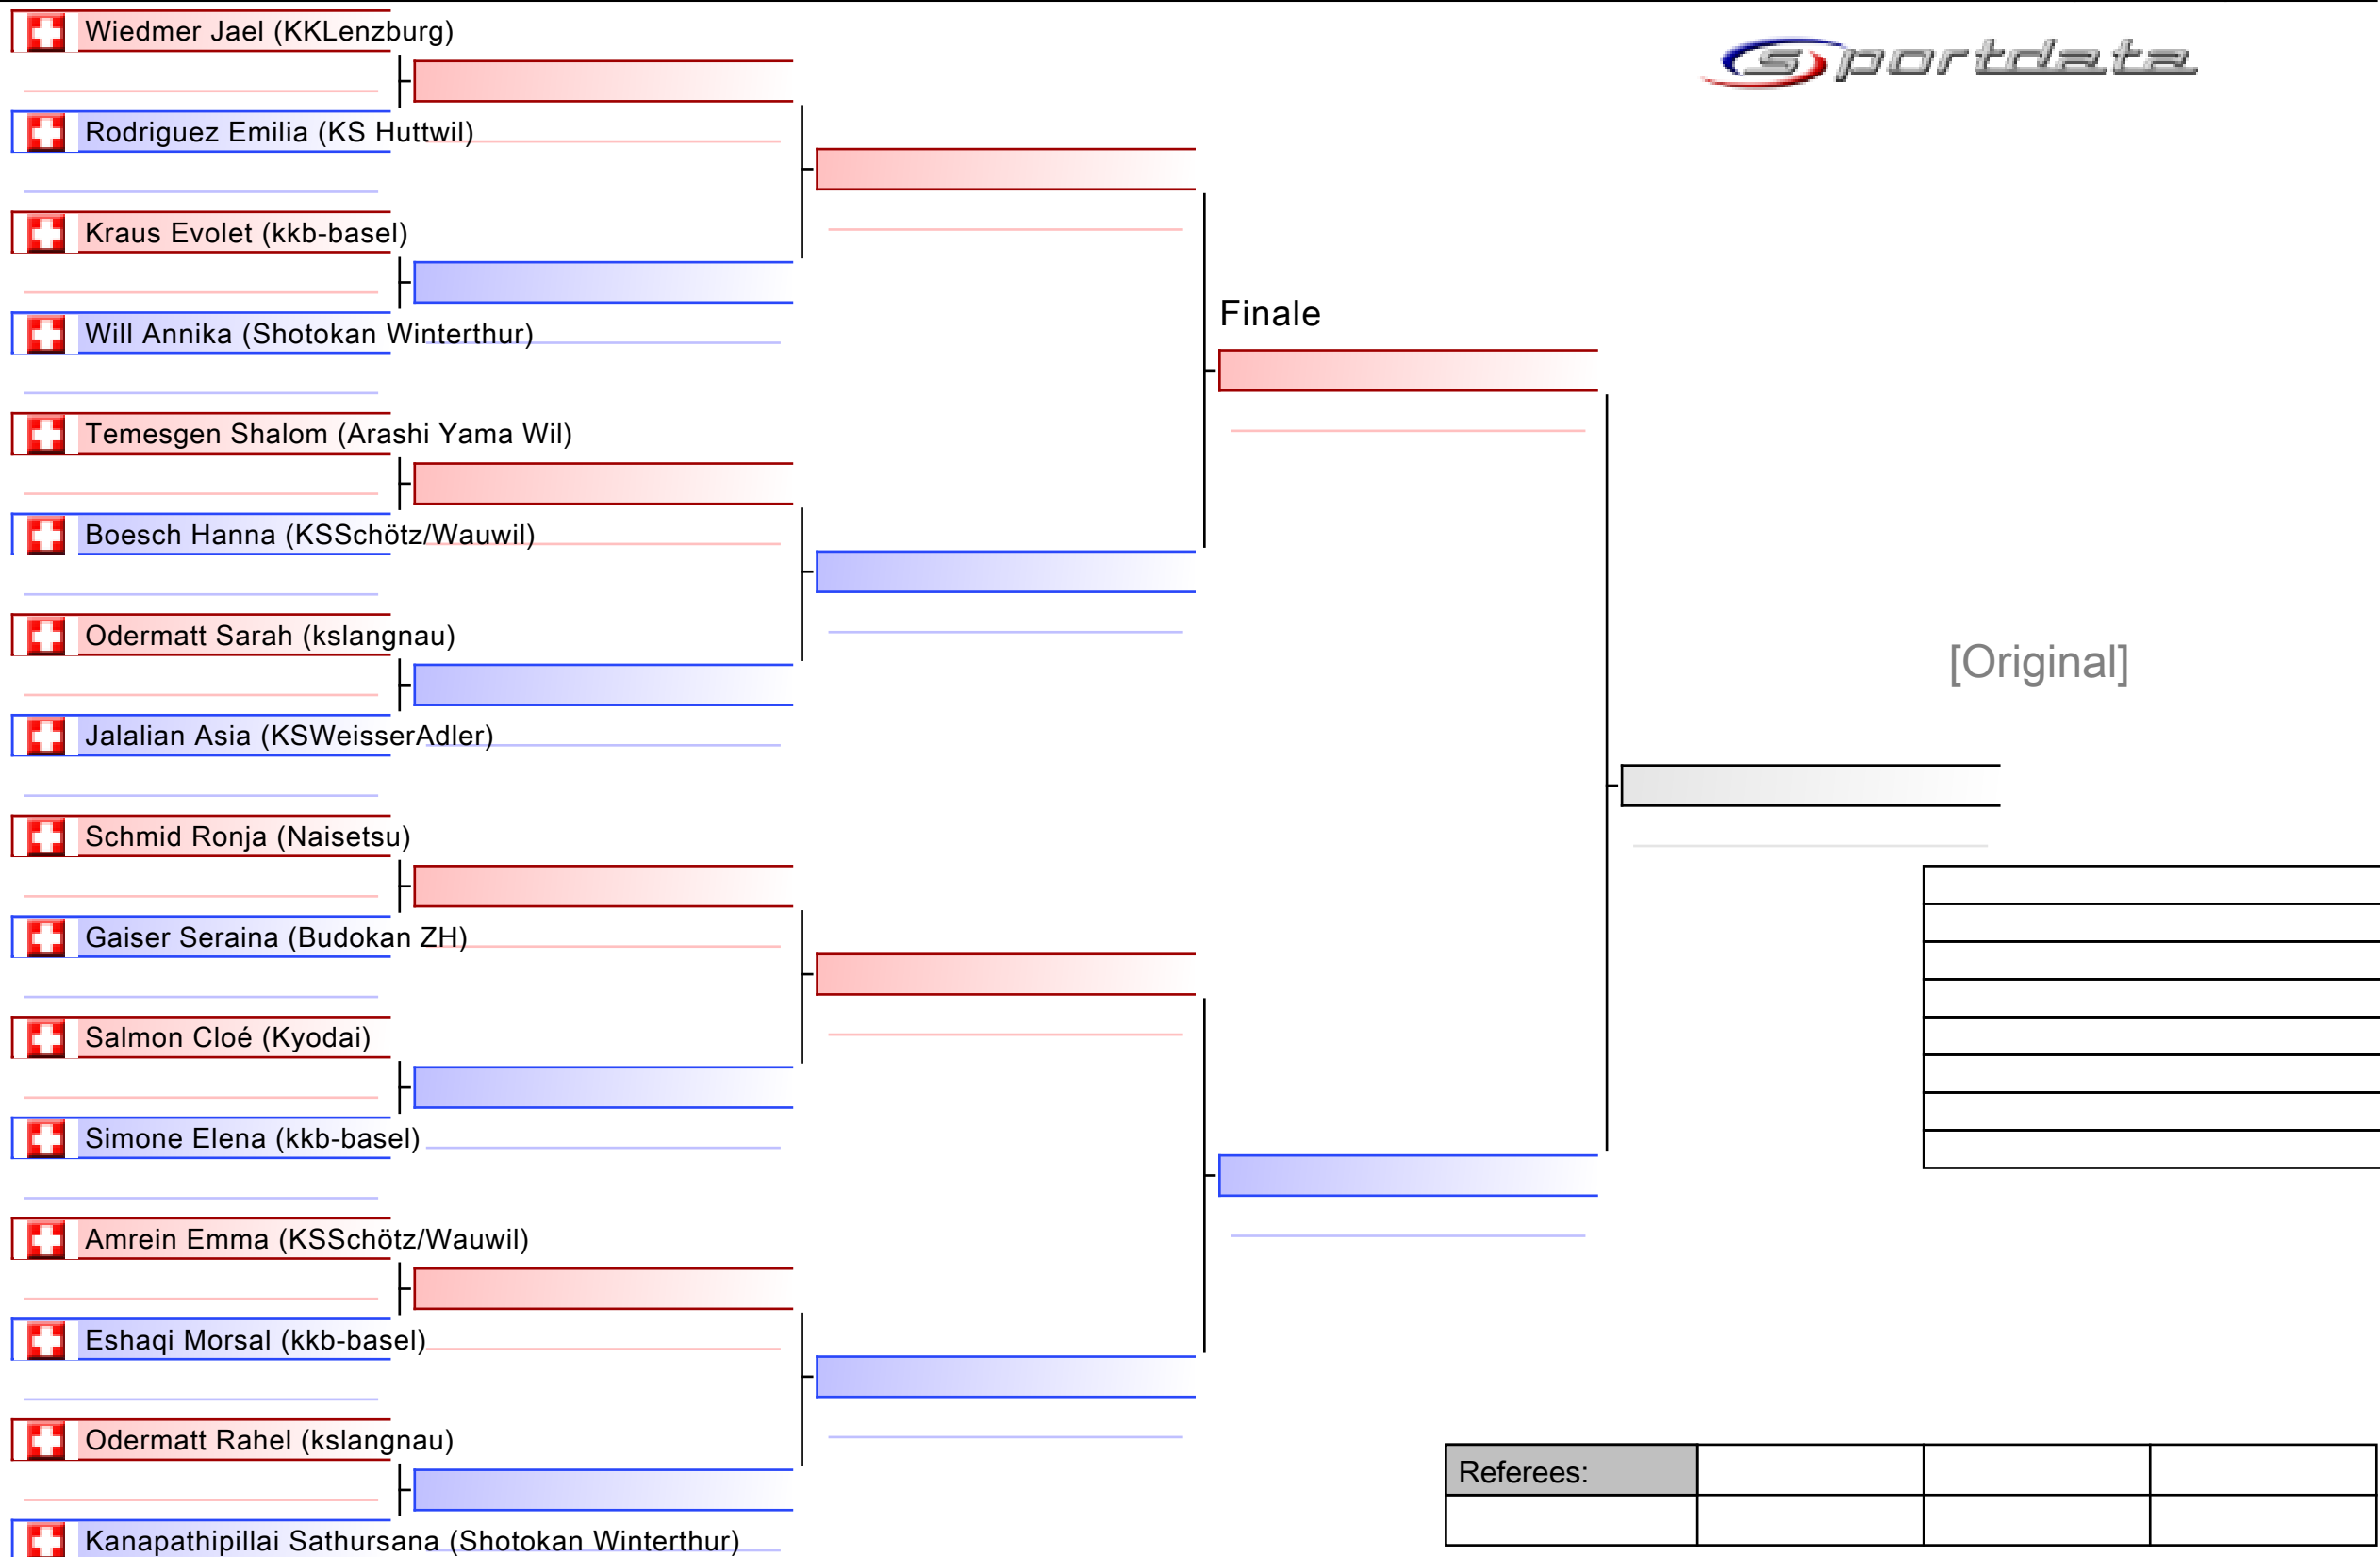 Wiedmer Jael (KKLenzburg)
sportdata
Rodriguez Emilia (KS Huttwil)
Kraus Evolet (kkb-basel)
Finale
Will Annika (Shotokan Winterthur)
Temesgen Shalom (Arashi Yama Wil)
Boesch Hanna (KSSchötz/Wauwil)
Odermatt Sarah (kslangnau)
[Original]
Jalalian Asia (KSWeisserAdler)
Schmid Ronja (Naisetsu)
Gaiser Seraina (Budokan ZH)
Salmon Cloé (Kyodai)
Simone Elena (kkb-basel)
Amrein Emma (KSSchötz/Wauwil)
Eshaqi Morsal (kkb-basel)
Odermatt Rahel (kslangnau)
Referees:
Kanapathipillai Sathursana (Shotokan Winterthur)